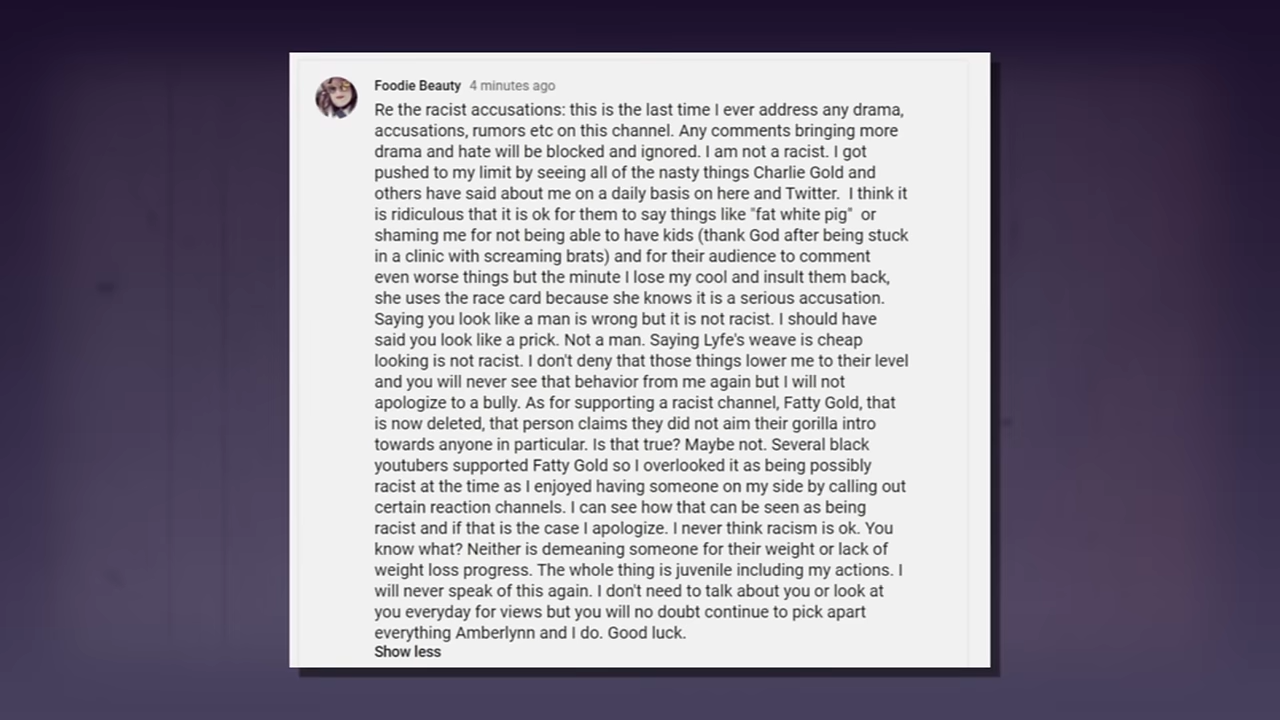 Foodie Beauty 4 minutes ago
Re the racist accusations: this is the last time I ever address any drama,
accusations, rumors etc on this channel. Any comments bringing more
drama and hate will be blocked and ignored. I am not a racist. I got
pushed to my limit by seeing all of the nasty things Charlie Gold and
others have said about me on a daily basis on here and Twitter.  I think it
is ridiculous that it is ok for them to say things like "fat white pig"  or
shaming me for not being able to have kids (thank God after being stuck
in a clinic with screaming brats) and for their audience to comment
even worse things but the minute I lose my cool and insult them back,
she uses the race card because she knows it is a serious accusation.
Saying you look like a man is wrong but it is not racist. I should have
said you look like a prick. Not a man. Saying Lyfe's weave is cheap
looking is not racist. I don't deny that those things lower me to their level
and you will never see that behavior from me again but I will not
apologize to a bully. As for supporting a racist channel, Fatty Gold, that
is now deleted, that person claims they did not aim their gorilla intro
towards anyone in particular. Is that true? Maybe not. Several black
youtubers supported Fatty Gold so I overlooked it as being possibly
racist at the time as I enjoyed having someone on my side by calling out
certain reaction channels. I can see how that can be seen as being
racist and if that is the case I apologize. I never think racism is ok. You
know what? Neither is demeaning someone for their weight or lack of
weight loss progress. The whole thing is juvenile including my actions. I
will never speak of this again. I don't need to talk about you or look at
you everyday for views but you will no doubt continue to pick apart
everything Amberlynn and I do. Good luck.
Show less